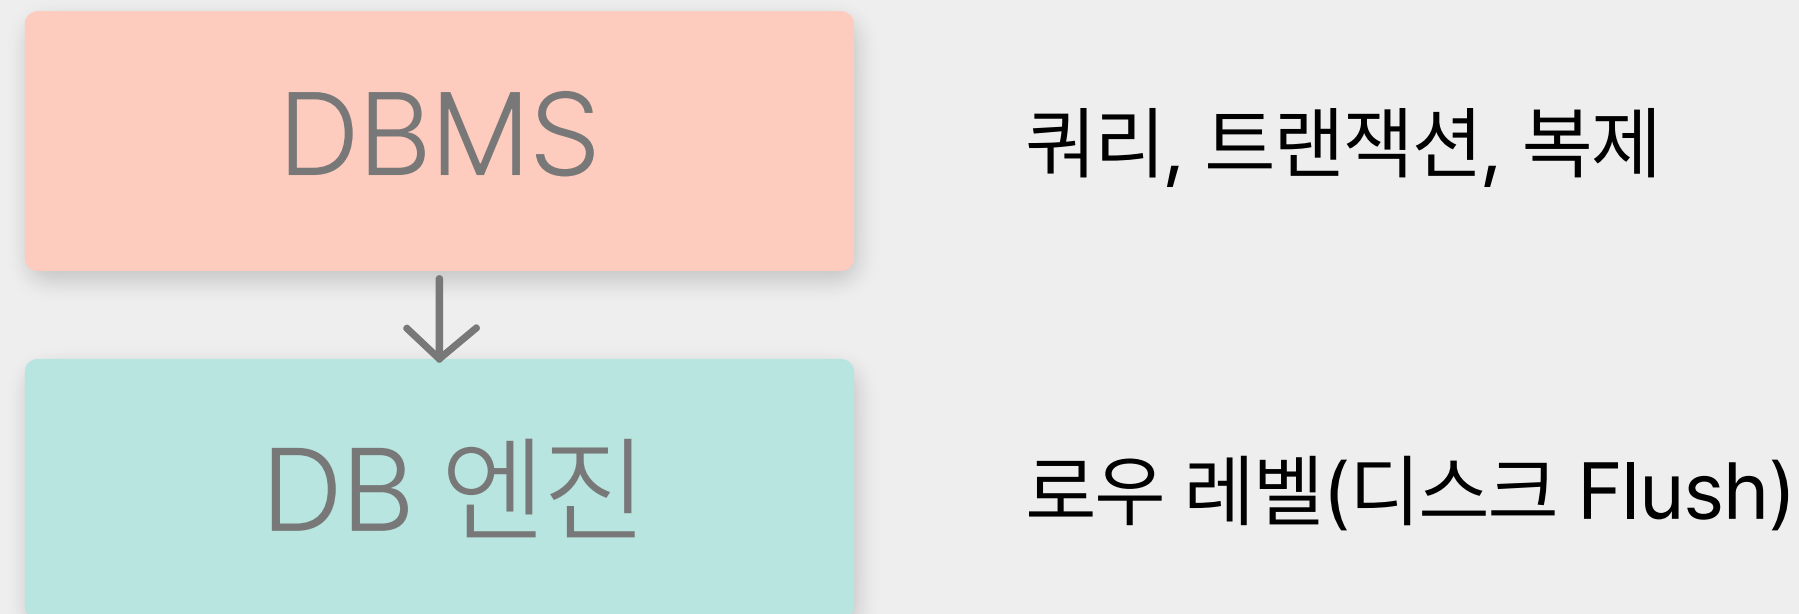 DBMS
쿼리, 트랜잭션, 복제
DB 엔진
로우 레벨(디스크 Flush)